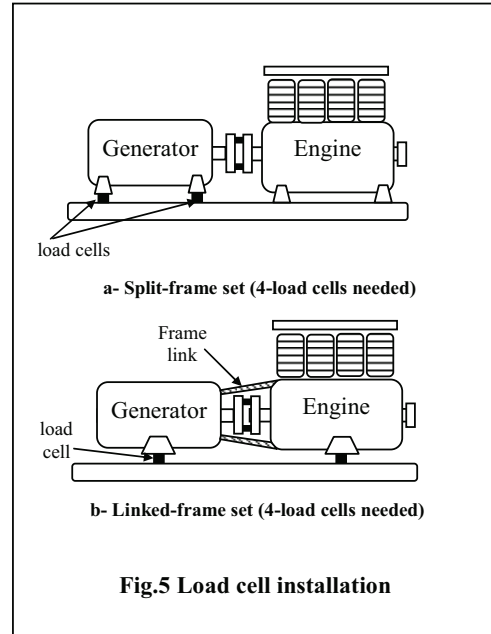 Generator
Engine
load cells
a- Split-frame set (4-load cells needed)
Frame
link
Generator
Engine
load
cell
b- Linked-frame set (4-load cells needed)
Fig.5 Load cell installation